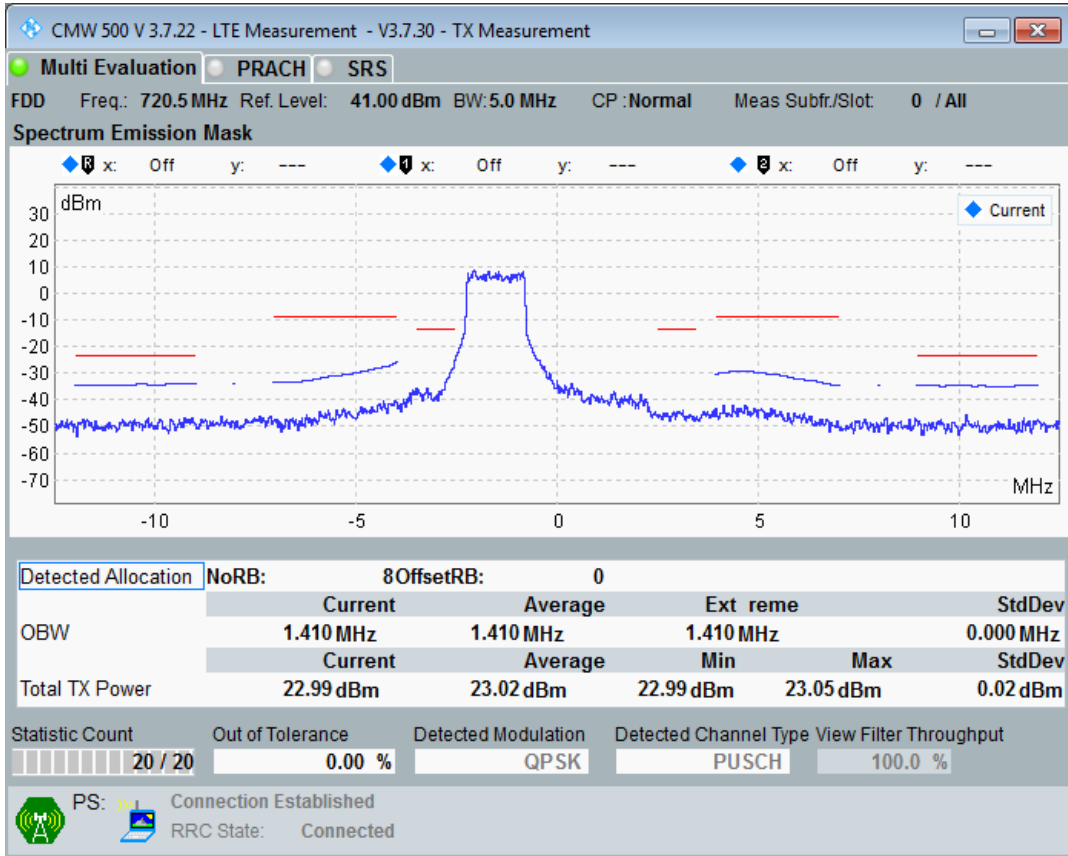 CMW 500 V 3.7.22 - LTE Measurement - V3.7.30 - TX Measurement
Multi Evaluation PRACH SRS
FDD Freq.: 720.5 MHz Ref. Level: 41.00 dBm BW: 5.0 MHz CP : Normal Meas Subfr./Slot: 0 / All
Spectrum Emission Mask
R x: Off y: --- 1 x: Off y: --- 2 x: Off y: ---
dBm
Current
30
20
10
0
-10
-20
-30
-40
-50
-60
-70
MHz
-10 -5 0 5 10
Detected Allocation NoRB: 8 OffsetRB: 0
Current Average Ext reme StdDev
OBW 1.410 MHz 1.410 MHz 1.410 MHz 0.000 MHz
Current Average Min Max StdDev
Total TX Power 22.99 dBm 23.02 dBm 22.99 dBm 23.05 dBm 0.02 dBm
Statistic Count Out of Tolerance Detected Modulation Detected Channel Type View Filter Throughput
20 / 20 0.00 % QPSK PUSCH 100.0 %
PS: Connection Established
RRC State: Connected